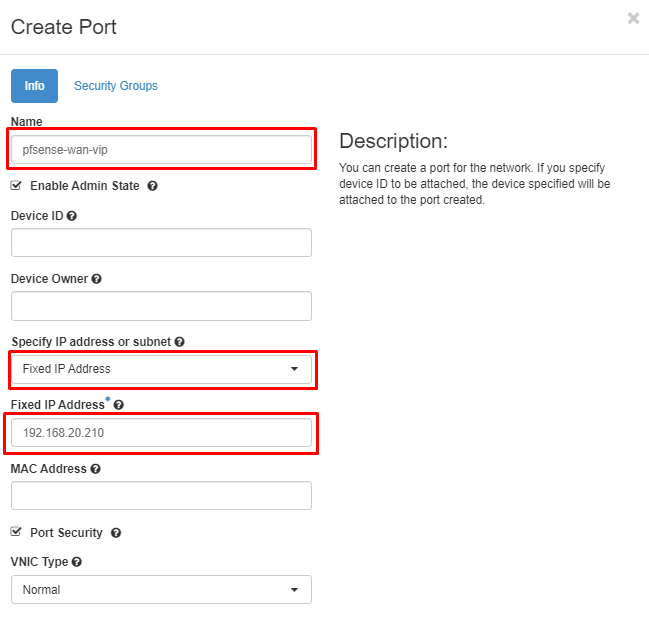 Create Port
×
Info
Security Groups
Name
pfsense-wan-vip
Enable Admin State
Device ID
Device Owner
Specify IP address or subnet
Fixed IP Address
Fixed IP Address*
192.168.20.210
MAC Address
Port Security
VNIC Type
Normal
Description:
You can create a port for the network. If you specify
device ID to be attached, the device specified will be
attached to the port created.